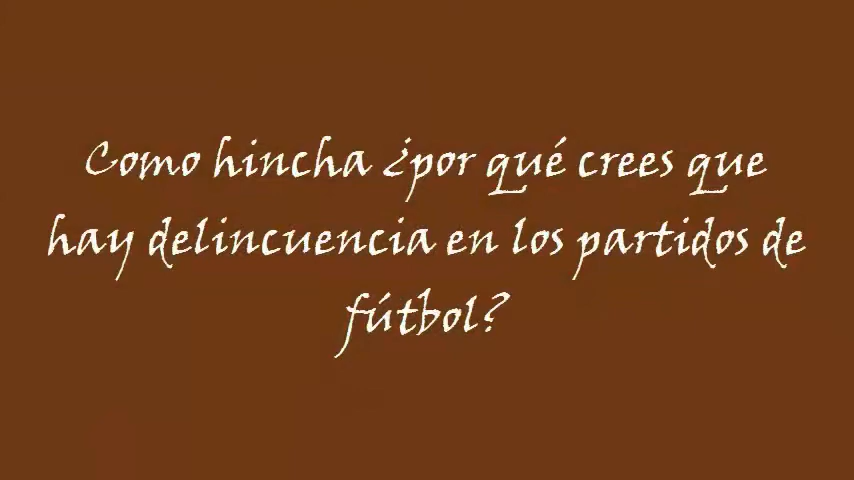 Como hincha ¿por qué crees que
hay delincuencia en los partidos de
fútbol?